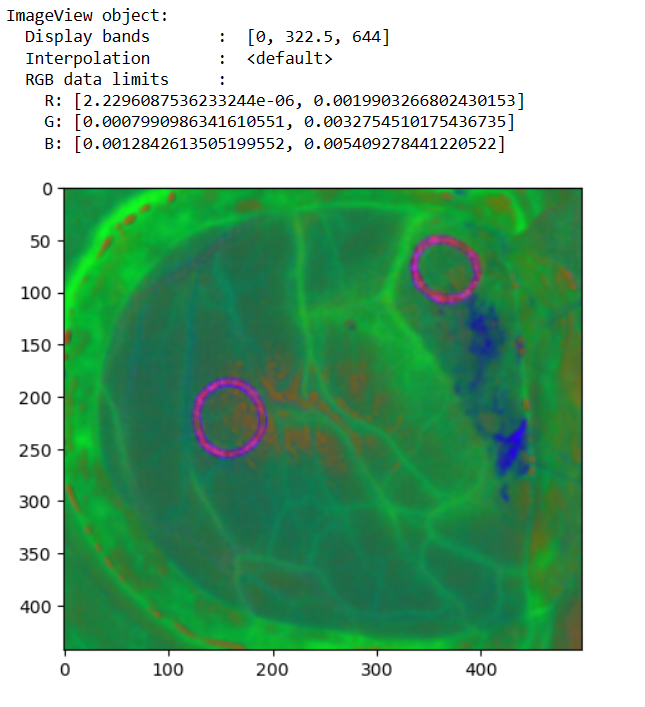 ImageView object:
Display bands : [0, 322.5, 644]
Interpolation : <default>
RGB data limits :
R: [2.2296087536233244e-06, 0.0019903266802430153]
G: [0.0007990986341610551, 0.0032754510175436735]
B: [0.0012842613505199552, 0.005409278441220522]
0
50
100
150
200
250
300
350
400
0 100 200 300 400